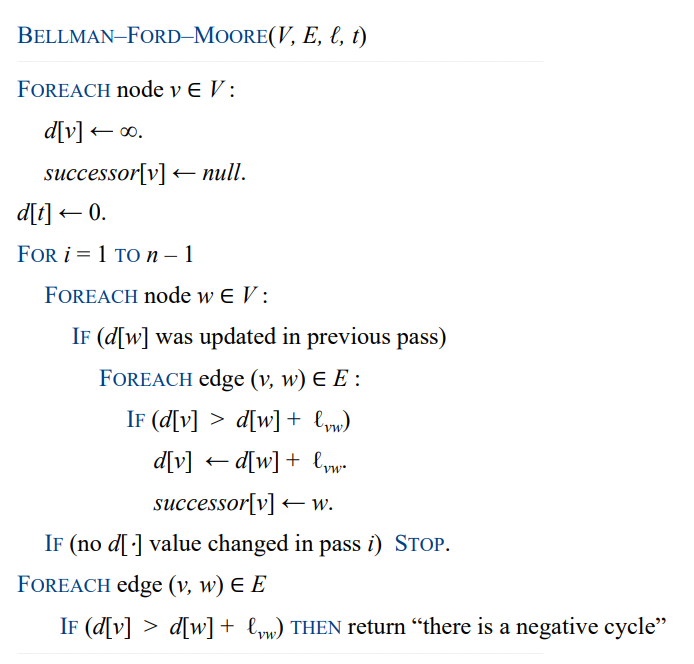 BELLMAN–FORD–MOORE(V, E, ℓ, t)
FOREACH node v ∈ V :
d[v] ← ∞.
successor[v] ← null.
d[t] ← 0.
FOR i = 1 TO n – 1
FOREACH node w ∈ V :
IF (d[w] was updated in previous pass)
FOREACH edge (v, w) ∈ E :
IF (d[v] > d[w] + ℓvw)
d[v] ← d[w] + ℓvw.
successor[v] ← w.
IF (no d[·] value changed in pass i) STOP.
FOREACH edge (v, w) ∈ E
IF (d[v] > d[w] + ℓvw) THEN return “there is a negative cycle”